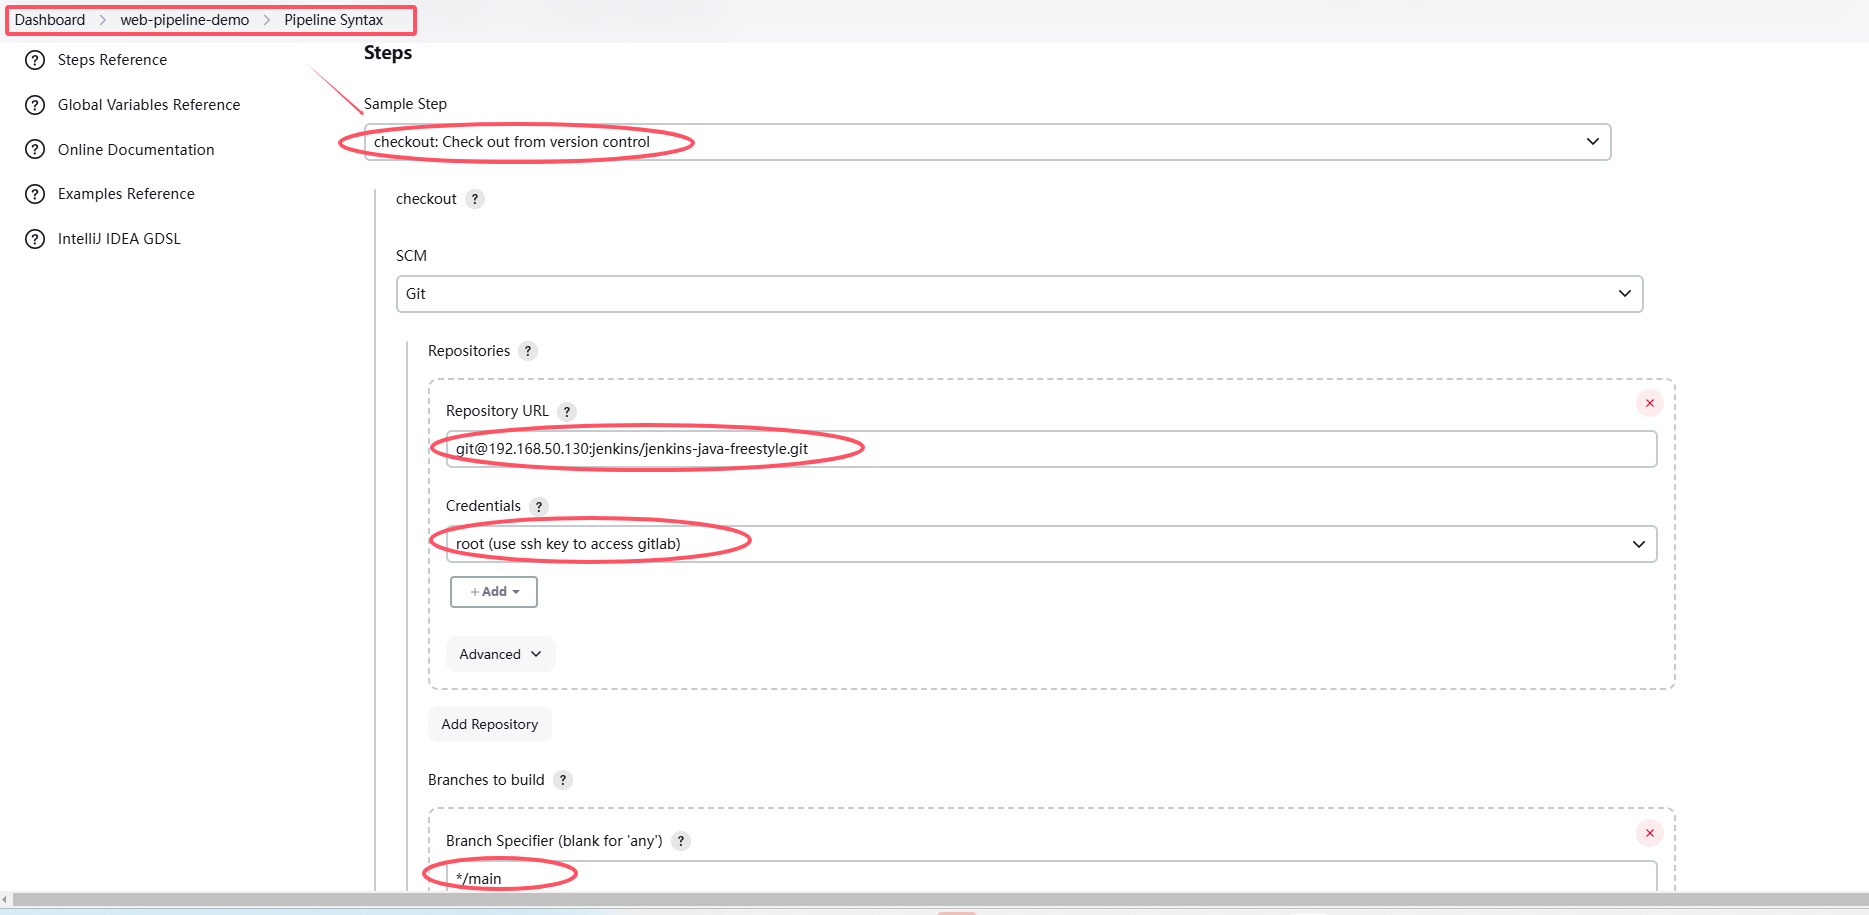 Dashboard > web-pipeline-demo > Pipeline Syntax
Steps Reference
Global Variables Reference
Online Documentation
Examples Reference
IntelliJ IDEA GDSL
Steps
Sample Step
checkout: Check out from version control
checkout ?
SCM
Git
Repositories ?
Repository URL ?
git@192.168.50.130:jenkins/jenkins-java-freestyle.git
Credentials ?
root (use ssh key to access gitlab)
+ Add
Advanced
Add Repository
Branches to build ?
Branch Specifier (blank for 'any') ?
*/main